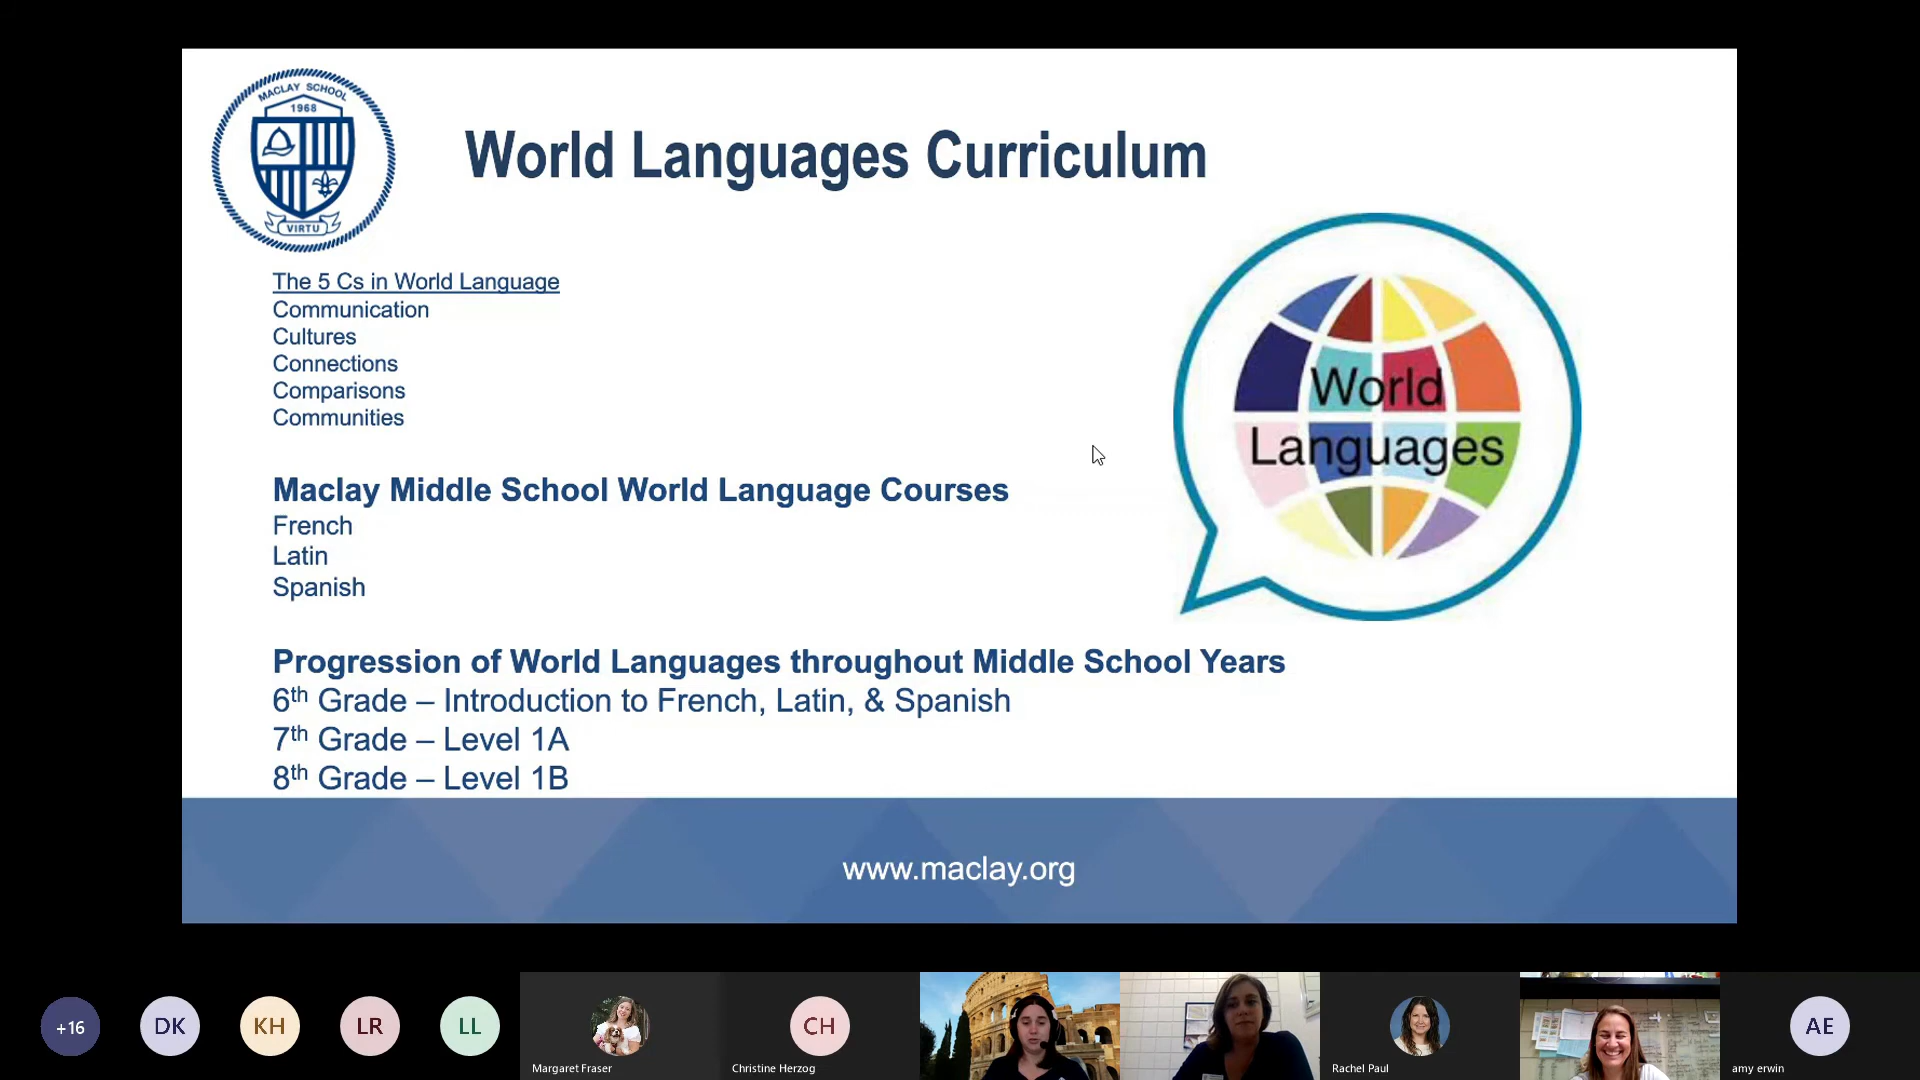 MACLAY SCHOOL
1968
VIRTU
World Languages Curriculum
The 5 Cs in World Language
Communication
Cultures
Connections
Comparisons
Communities
World
Languages
Maclay Middle School World Language Courses
French
Latin
Spanish
Progression of World Languages throughout Middle School Years
6th Grade – Introduction to French, Latin, & Spanish
7th Grade – Level 1A
8th Grade – Level 1B
www.maclay.org
+16
DK
KH
LR
LL
Margaret Fraser
CH
Christine Herzog
Rachel Paul
AE
amy erwin